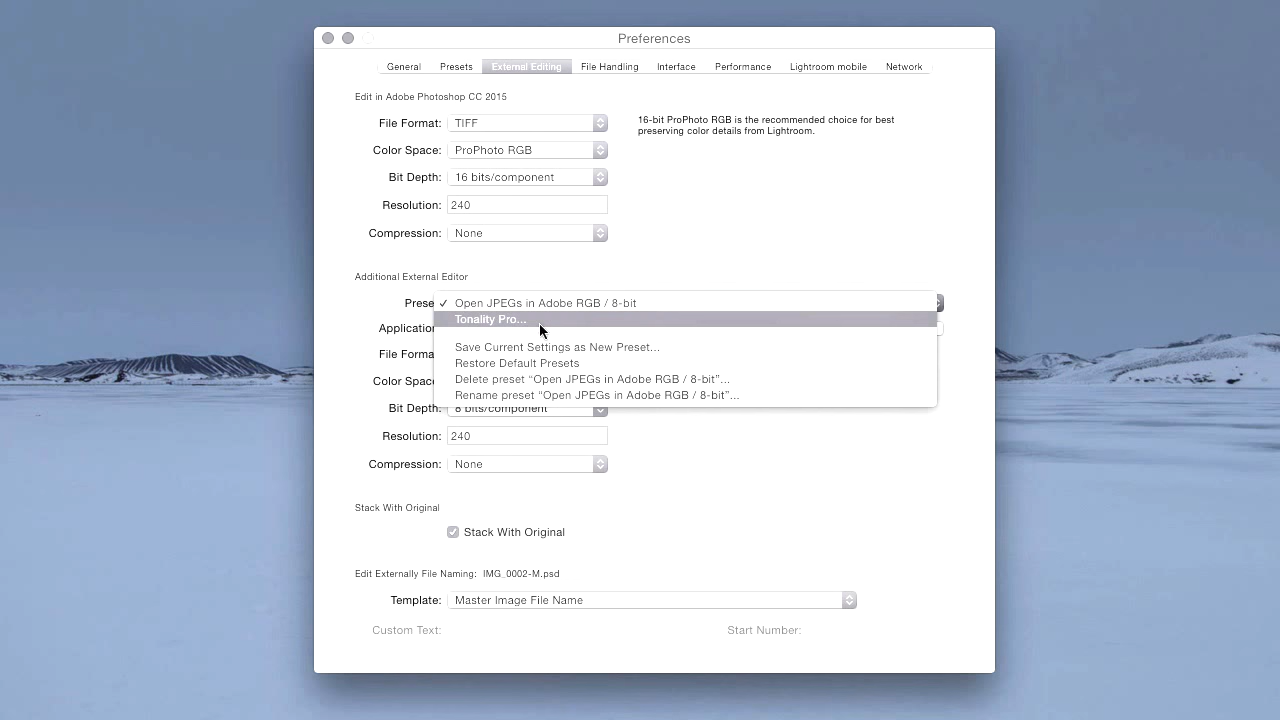 Preferences
General Presets External Editing File Handling Interface Performance Lightroom mobile Network
Edit in Adobe Photoshop CC 2015
File Format: TIFF
16-bit ProPhoto RGB is the recommended choice for best
preserving color details from Lightroom.
Color Space: ProPhoto RGB
Bit Depth: 16 bits/component
Resolution: 240
Compression: None
Additional External Editor
Prese ✓ Open JPEGs in Adobe RGB / 8-bit
Tonality Pro...
Application
Save Current Settings as New Preset...
File Forma
Restore Default Presets
Color Spac
Delete preset “Open JPEGs in Adobe RGB / 8-bit”...
Rename preset “Open JPEGs in Adobe RGB / 8-bit”...
Bit Depth: 8 bits/component
Resolution: 240
Compression: None
Stack With Original
Stack With Original
Edit Externally File Naming: IMG_0002-M.psd
Template: Master Image File Name
Custom Text: Start Number: